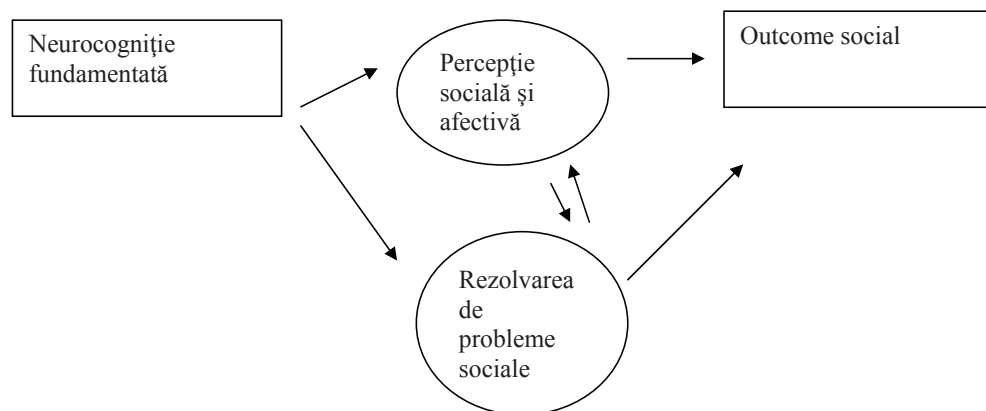 Neurocogniţie
fundamentată
Percepţie
socială şi
afectivă
Outcome social
Rezolvarea
de
probleme
sociale